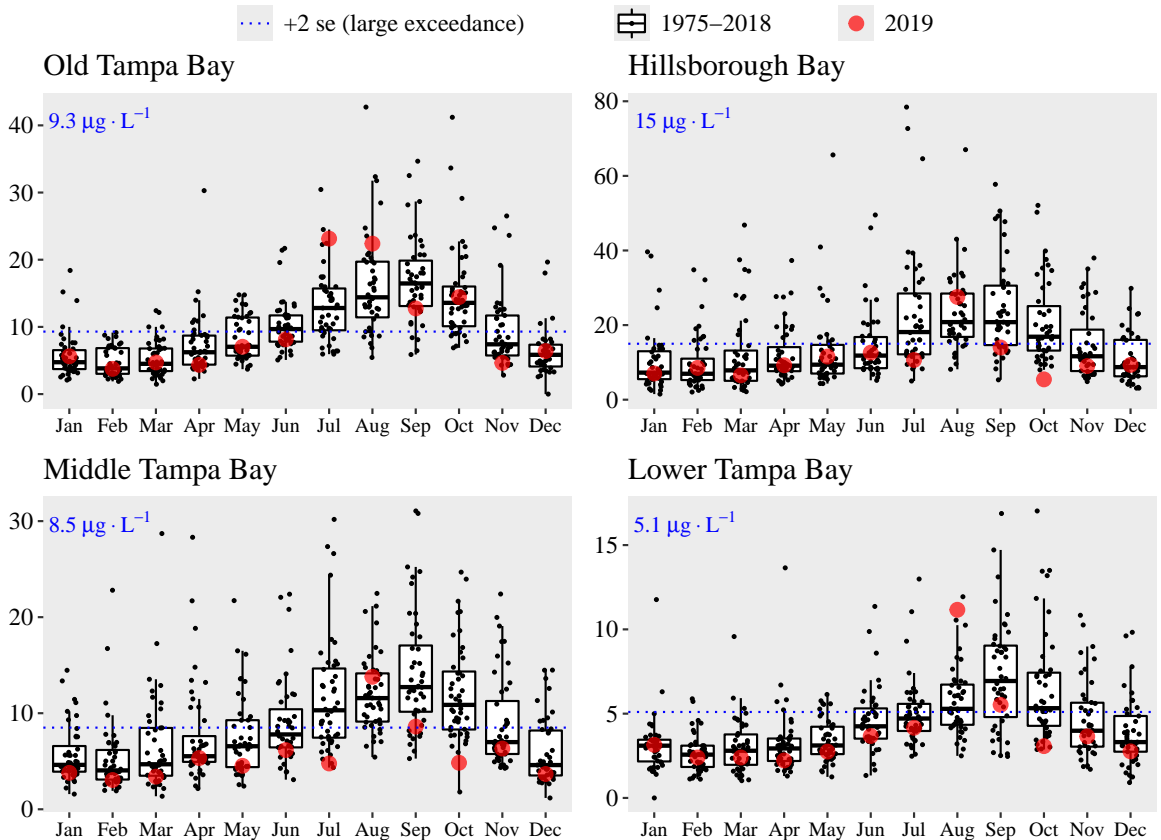 +2 se (large exceedance) 1975–2018 2019
Old Tampa Bay
9.3 μg · L⁻¹
40
30
20
10
0
Jan Feb Mar Apr May Jun Jul Aug Sep Oct Nov Dec
Hillsborough Bay
15 μg · L⁻¹
80
60
40
20
0
Jan Feb Mar Apr May Jun Jul Aug Sep Oct Nov Dec
Middle Tampa Bay
8.5 μg · L⁻¹
30
20
10
0
Jan Feb Mar Apr May Jun Jul Aug Sep Oct Nov Dec
Lower Tampa Bay
5.1 μg · L⁻¹
15
10
5
0
Jan Feb Mar Apr May Jun Jul Aug Sep Oct Nov Dec